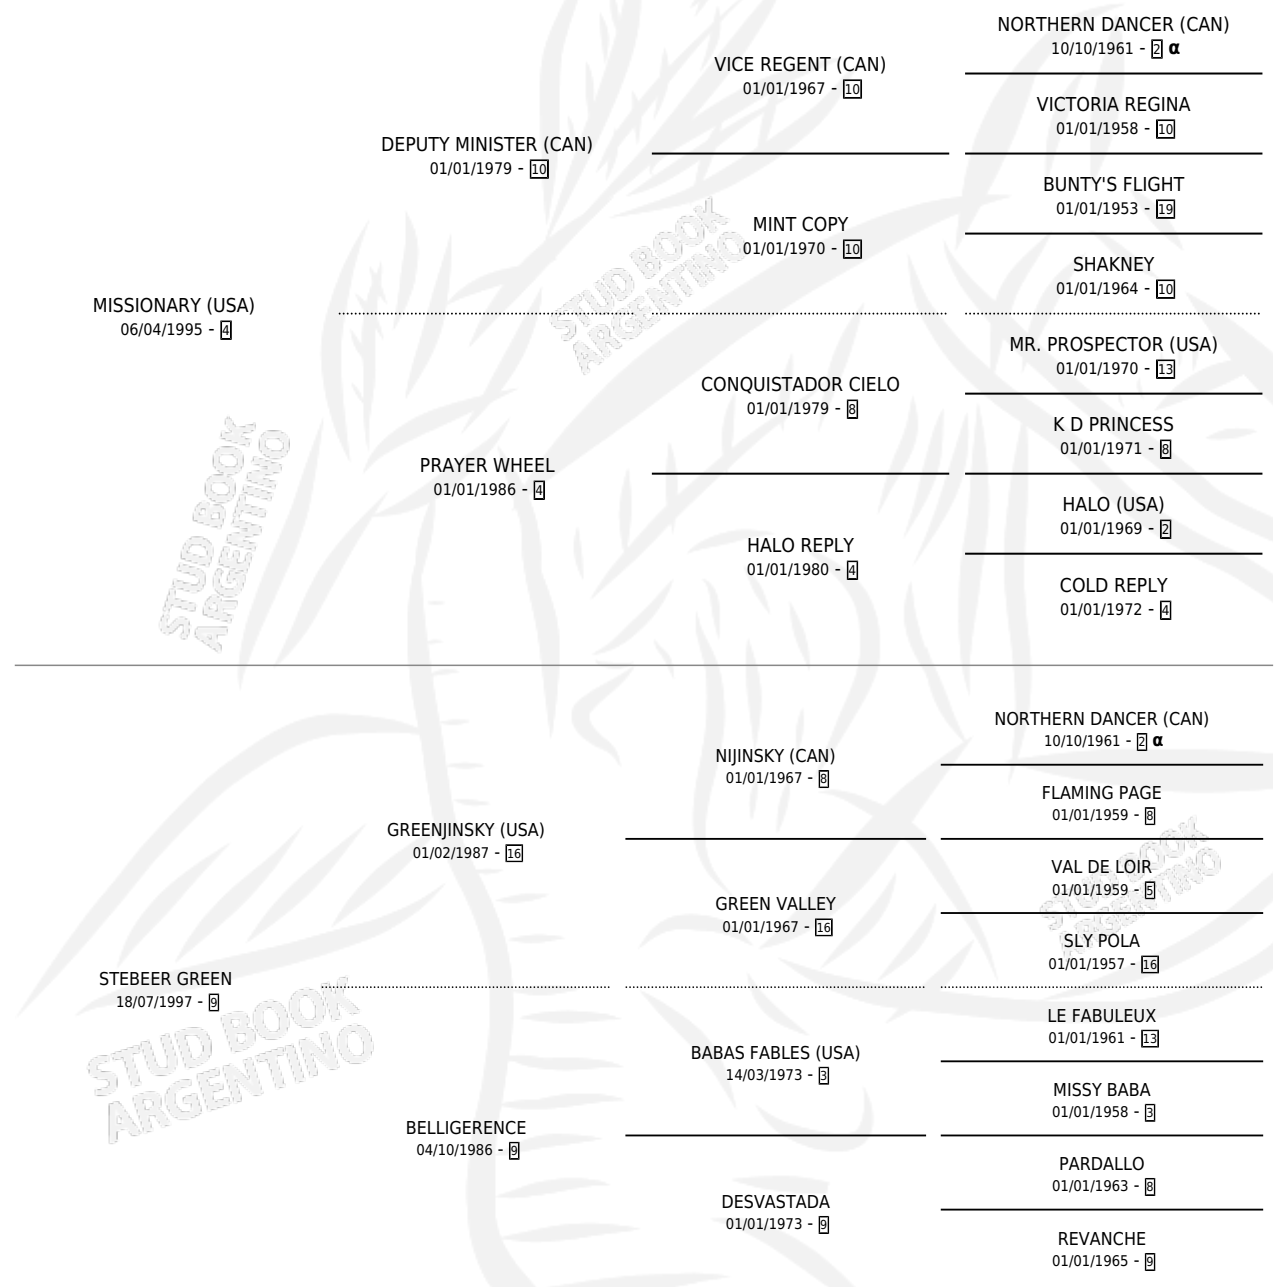 NORTHERN DANCER (CAN)
10/10/1961 - 2 α
VICE REGENT (CAN)
01/01/1967 - 10
VICTORIA REGINA
01/01/1958 - 10
DEPUTY MINISTER (CAN)
01/01/1979 - 10
BUNTY'S FLIGHT
01/01/1953 - 19
MINT COPY
01/01/1970 - 10
SHAKNEY
01/01/1964 - 10
MISSIONARY (USA)
06/04/1995 - 4
MR. PROSPECTOR (USA)
01/01/1970 - 13
CONQUISTADOR CIELO
01/01/1979 - 8
K D PRINCESS
01/01/1971 - 8
PRAYER WHEEL
01/01/1986 - 4
HALO (USA)
01/01/1969 - 2
HALO REPLY
01/01/1980 - 4
COLD REPLY
01/01/1972 - 4
NORTHERN DANCER (CAN)
10/10/1961 - 2 α
NIJINSKY (CAN)
01/01/1967 - 8
FLAMING PAGE
01/01/1959 - 8
GREENJINSKY (USA)
01/02/1987 - 16
VAL DE LOIR
01/01/1959 - 5
GREEN VALLEY
01/01/1967 - 16
SLY POLA
01/01/1957 - 16
STEBEER GREEN
18/07/1997 - 9
LE FABULEUX
01/01/1961 - 13
BABAS FABLES (USA)
14/03/1973 - 3
MISSY BABA
01/01/1958 - 3
BELLIGERENCE
04/10/1986 - 9
PARDALLO
01/01/1963 - 8
DESVASTADA
01/01/1973 - 9
REVANCHE
01/01/1965 - 9
STUD BOOK
ARGENTINO
STUD BOOK
ARGENTINO
STUD BOOK
ARGENTINO
STUD BOOK
ARGENTINO